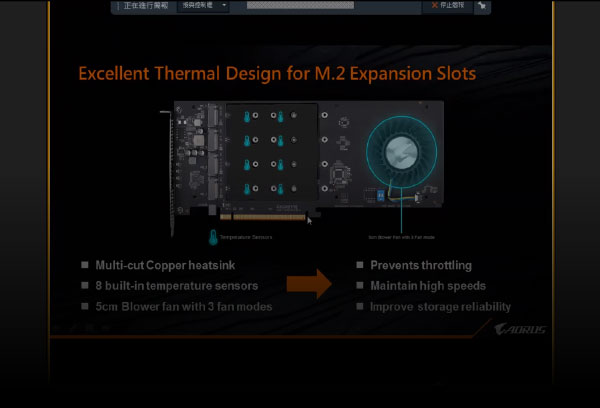 正在進行簡報
停止簡報
Excellent Thermal Design for M.2 Expansion Slots
Temperature Sensors
5cm Blower fan with 3 fan mode
Multi-cut Copper heatsink
8 built-in temperature sensors
5cm Blower fan with 3 fan modes
Prevents throttling
Maintain high speeds
Improve storage reliability
AORUS